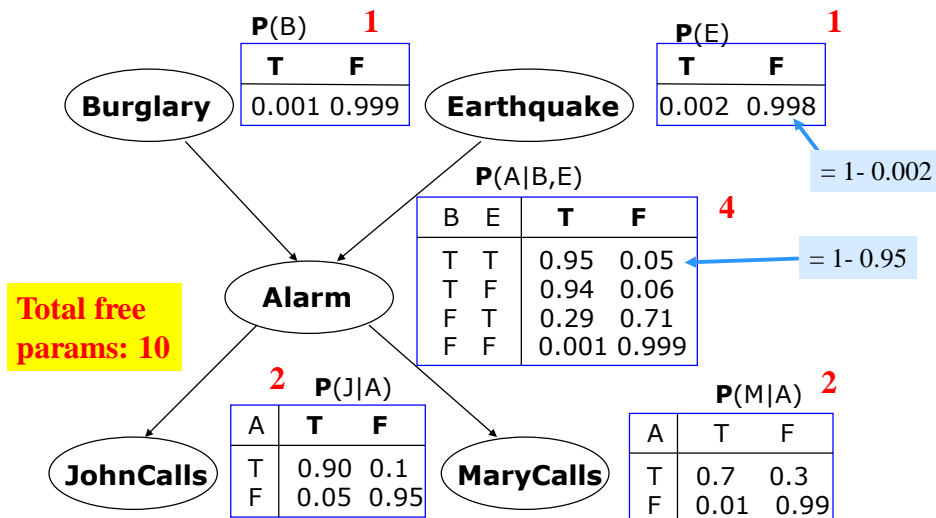 P(B) 1
T F
0.001 0.999
Burglary
P(E) 1
T F
0.002 0.998
Earthquake
= 1- 0.002
P(A|B,E)
4
B E T F
T T 0.95 0.05
T F 0.94 0.06
F T 0.29 0.71
F F 0.001 0.999
= 1- 0.95
Alarm
Total free
params: 10
2 P(J|A)
A T F
T 0.90 0.1
F 0.05 0.95
JohnCalls
P(M|A) 2
A T F
T 0.7 0.3
F 0.01 0.99
MaryCalls